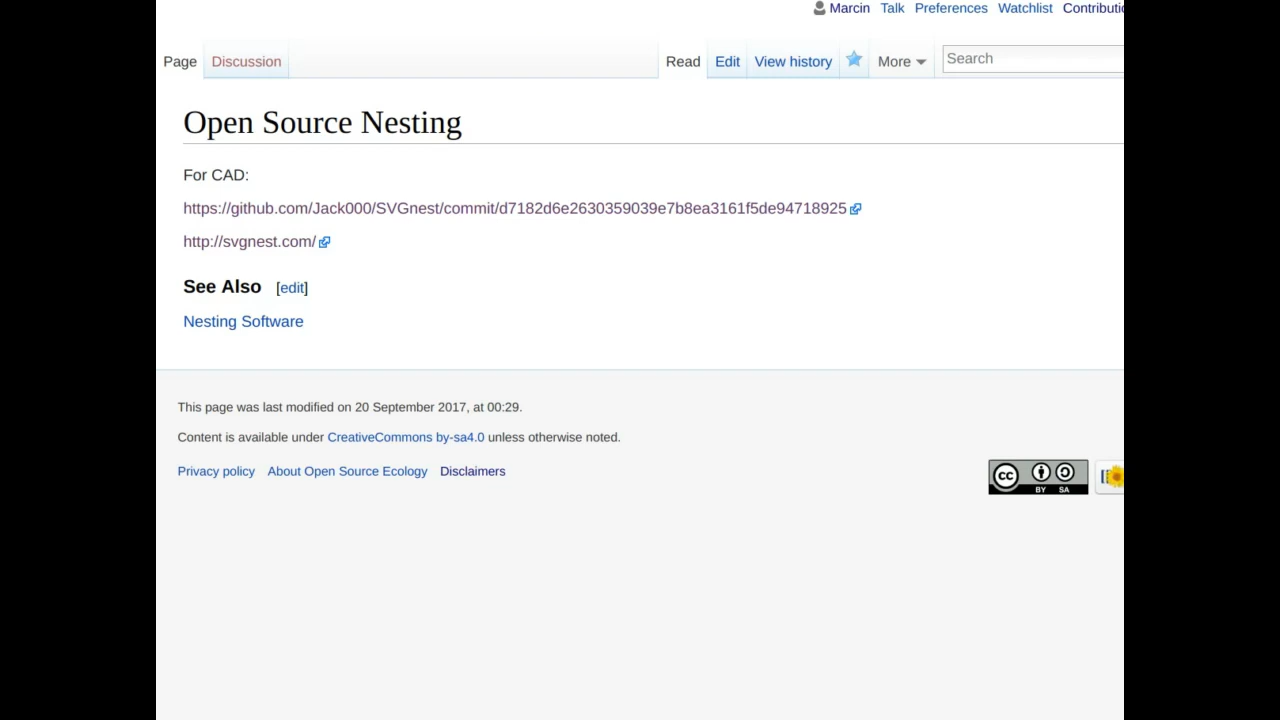 Marcin Talk Preferences Watchlist Contributio
Page Discussion Read Edit View history More Search
Open Source Nesting
For CAD:
https://github.com/Jack000/SVGnest/commit/d7182d6e2630359039e7b8ea3161f5de94718925
http://svgnest.com/
See Also [edit]
Nesting Software
This page was last modified on 20 September 2017, at 00:29.
Content is available under CreativeCommons by-sa4.0 unless otherwise noted.
Privacy policy About Open Source Ecology Disclaimers
cc BY SA